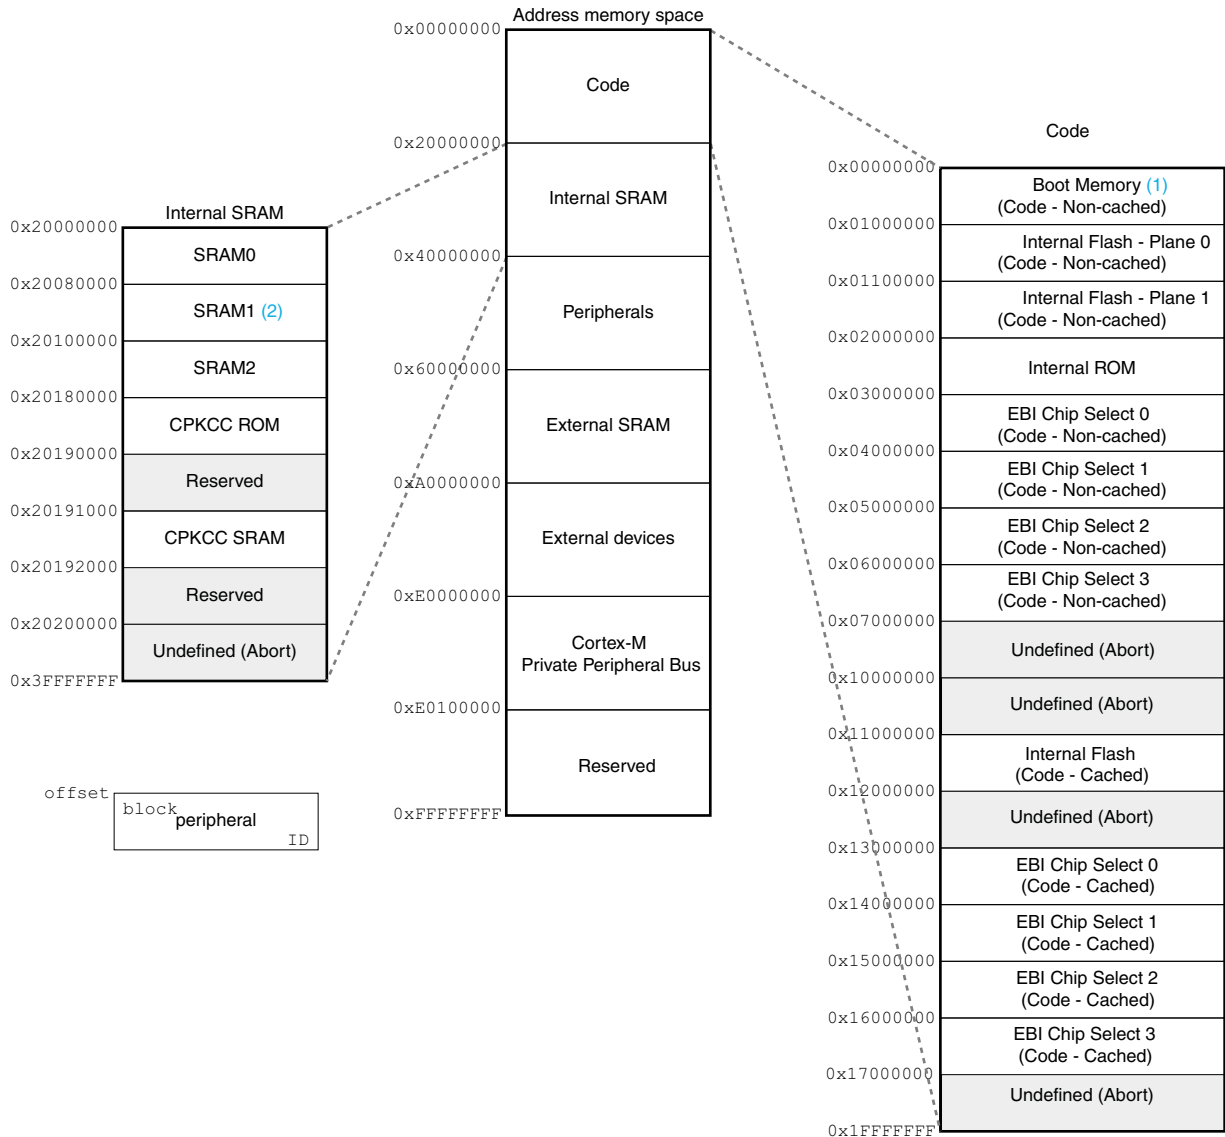 Address memory space
0x00000000
Code
0x20000000
Internal SRAM
0x40000000
Peripherals
0x60000000
External SRAM
0xA0000000
External devices
0xE0000000
Cortex-M
Private Peripheral Bus
0xE0100000
Reserved
0xFFFFFFFF
Internal SRAM
0x20000000
SRAM0
0x20080000
SRAM1 (2)
0x20100000
SRAM2
0x20180000
CPKCC ROM
0x20190000
Reserved
0x20191000
CPKCC SRAM
0x20192000
Reserved
0x20200000
Undefined (Abort)
0x3FFFFFFF
offset
block
peripheral
ID
Code
0x00000000
Boot Memory (1)
(Code - Non-cached)
0x01000000
Internal Flash - Plane 0
(Code - Non-cached)
0x01100000
Internal Flash - Plane 1
(Code - Non-cached)
0x02000000
Internal ROM
0x03000000
EBI Chip Select 0
(Code - Non-cached)
0x04000000
EBI Chip Select 1
(Code - Non-cached)
0x05000000
EBI Chip Select 2
(Code - Non-cached)
0x06000000
EBI Chip Select 3
(Code - Non-cached)
0x07000000
Undefined (Abort)
0x10000000
Undefined (Abort)
0x11000000
Internal Flash
(Code - Cached)
0x12000000
Undefined (Abort)
0x13000000
EBI Chip Select 0
(Code - Cached)
0x14000000
EBI Chip Select 1
(Code - Cached)
0x15000000
EBI Chip Select 2
(Code - Cached)
0x16000000
EBI Chip Select 3
(Code - Cached)
0x17000000
Undefined (Abort)
0x1FFFFFFF